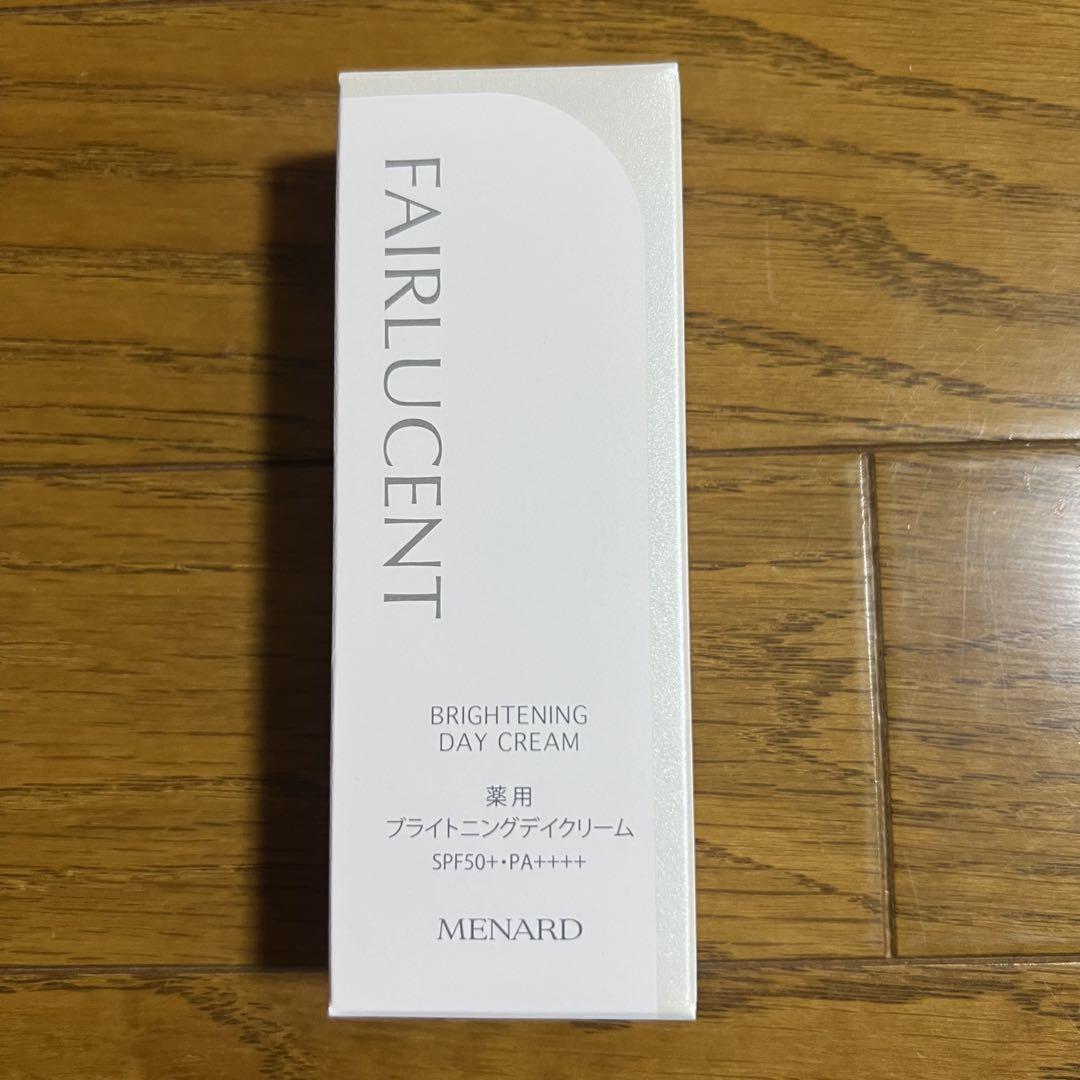 FAIRLUCENT
BRIGHTENING
DAY CREAM
薬用
ブライトニングデイクリーム
SPF50+・PA++++
MENARD